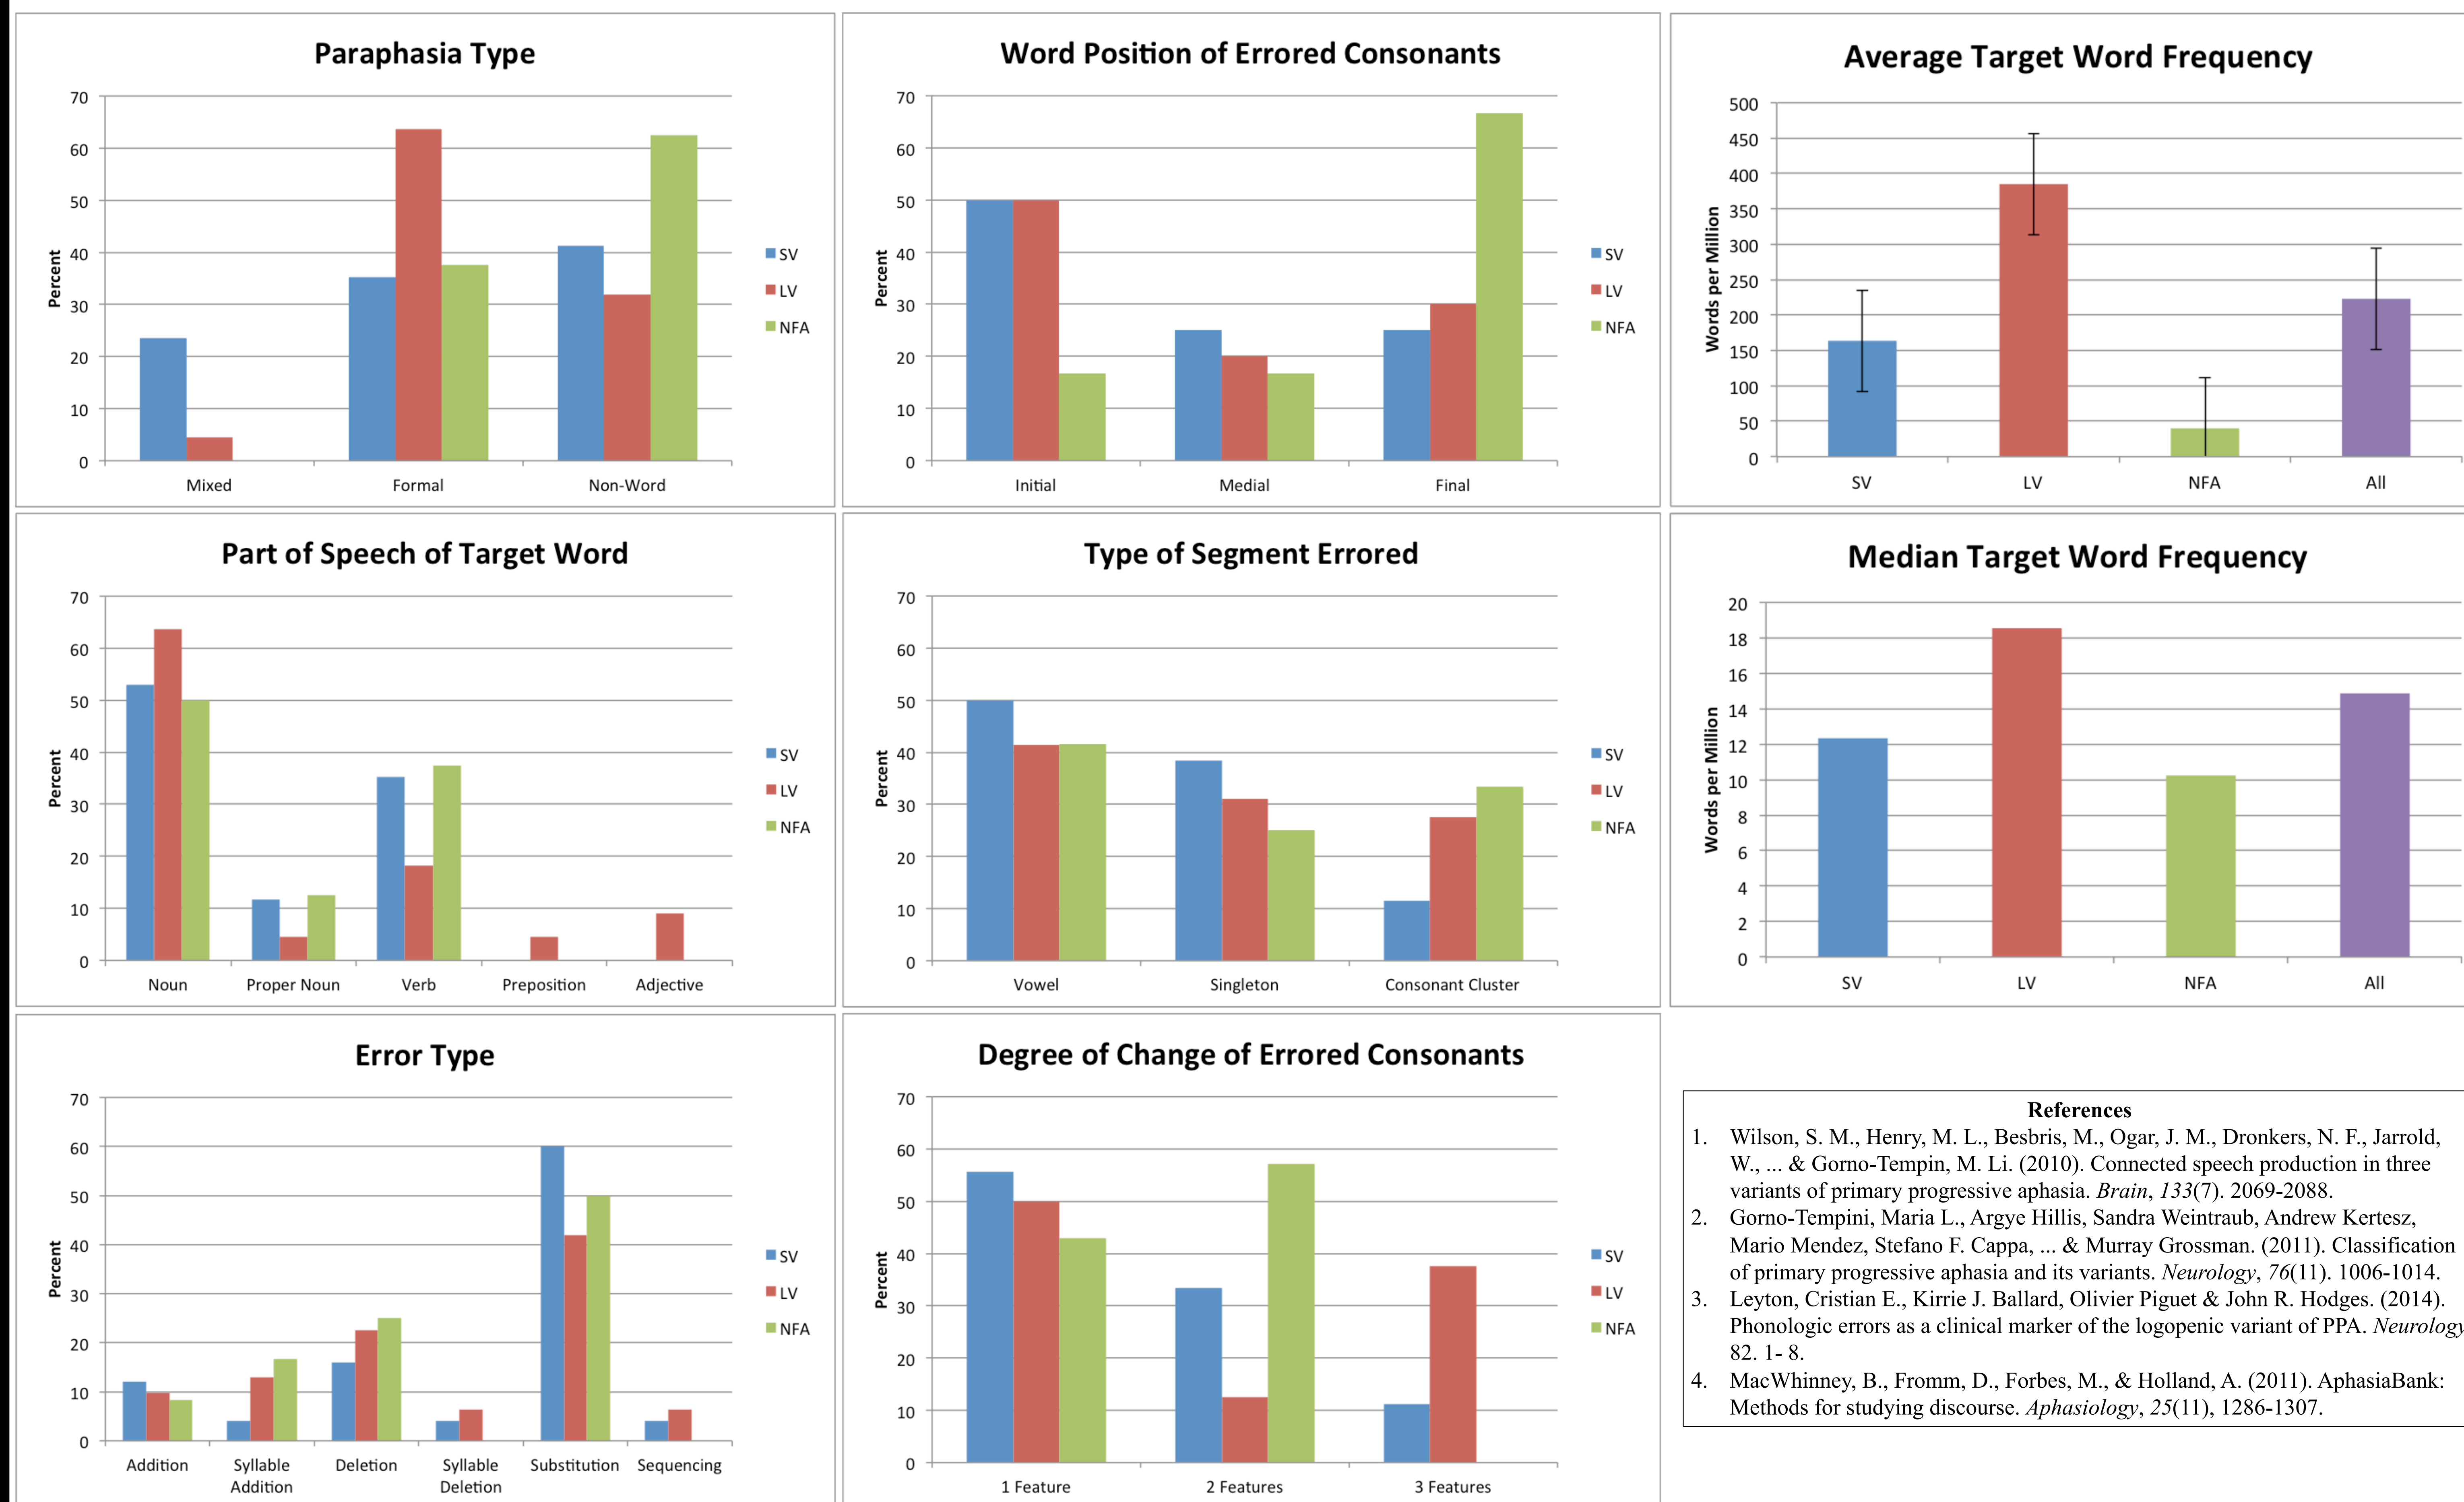 Paraphasia Type
70
60
50
40
30
20
10
0
Percent
Mixed Formal Non-Word
SV
LV
NFA
Word Position of Errored Consonants
70
60
50
40
30
20
10
0
Percent
Initial Medial Final
SV
LV
NFA
Average Target Word Frequency
500
450
400
350
300
250
200
150
100
50
0
Words per Million
SV LV NFA All
Part of Speech of Target Word
70
60
50
40
30
20
10
0
Percent
Noun Proper Noun Verb Preposition Adjective
SV
LV
NFA
Type of Segment Errored
70
60
50
40
30
20
10
0
Percent
Vowel Singleton Consonant Cluster
SV
LV
NFA
Median Target Word Frequency
20
18
16
14
12
10
8
6
4
2
0
Words per Million
SV LV NFA All
Error Type
70
60
50
40
30
20
10
0
Percent
Addition Syllable Deletion Syllable Substitution Sequencing
Addition Deletion
SV
LV
NFA
Degree of Change of Errored Consonants
70
60
50
40
30
20
10
0
Percent
1 Feature 2 Features 3 Features
SV
LV
NFA
References
1. Wilson, S. M., Henry, M. L., Besbris, M., Ogar, J. M., Dronkers, N. F., Jarrold,
W., ... & Gorno-Tempin, M. Li. (2010). Connected speech production in three
variants of primary progressive aphasia. Brain, 133(7). 2069-2088.
2. Gorno-Tempini, Maria L., Argye Hillis, Sandra Weintraub, Andrew Kertesz,
Mario Mendez, Stefano F. Cappa, ... & Murray Grossman. (2011). Classification
of primary progressive aphasia and its variants. Neurology, 76(11). 1006-1014.
3. Leyton, Cristian E., Kirrie J. Ballard, Olivier Piguet & John R. Hodges. (2014).
Phonologic errors as a clinical marker of the logopenic variant of PPA. Neurology
82. 1- 8.
4. MacWhinney, B., Fromm, D., Forbes, M., & Holland, A. (2011). AphasiaBank:
Methods for studying discourse. Aphasiology, 25(11), 1286-1307.